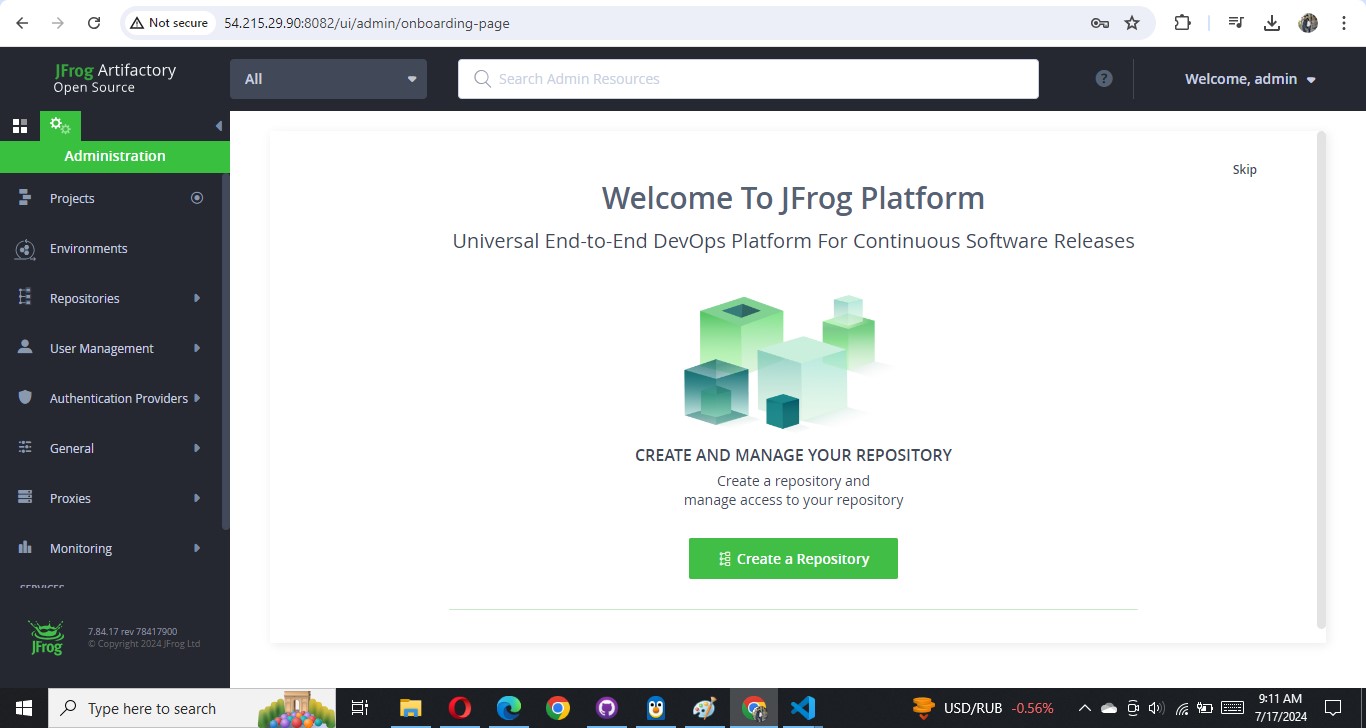 Not secure
54.215.29.90:8082/ui/admin/onboarding-page
JFrog Artifactory
Open Source
All
Search Admin Resources
?
Welcome, admin
Administration
Projects
Environments
Repositories
User Management
Authentication Providers
General
Proxies
Monitoring
SERVICES
JFrog
7.84.17 rev 78417900
© Copyright 2024 JFrog Ltd
Skip
Welcome To JFrog Platform
Universal End-to-End DevOps Platform For Continuous Software Releases
CREATE AND MANAGE YOUR REPOSITORY
Create a repository and
manage access to your repository
Create a Repository
Type here to search
USD/RUB -0.56%
9:11 AM
7/17/2024